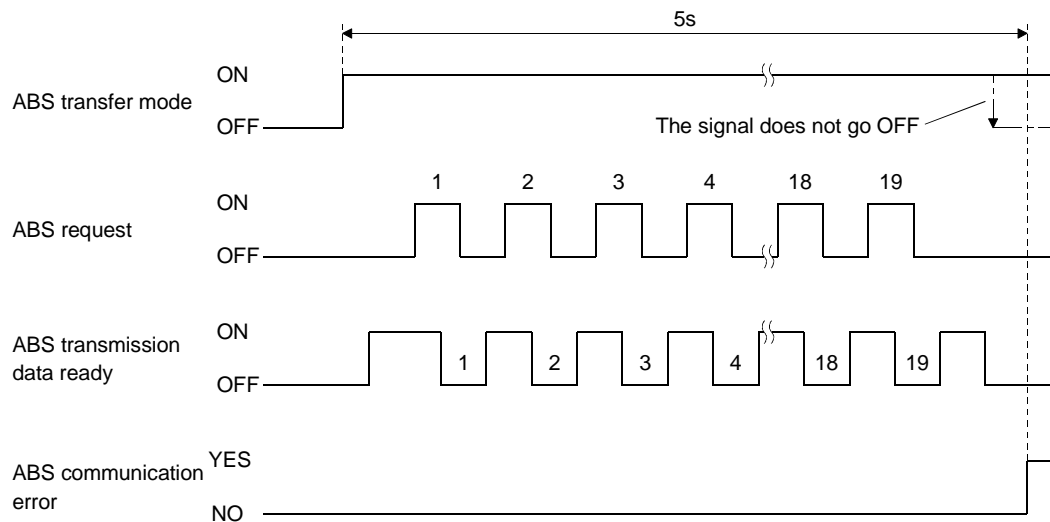 5s
ABS transfer mode
ON
OFF
The signal does not go OFF
ABS request
ON
OFF
1 2 3 4 18 19
ABS transmission
data ready
ON
OFF
1 2 3 4 18 19
ABS communication
error
YES
NO